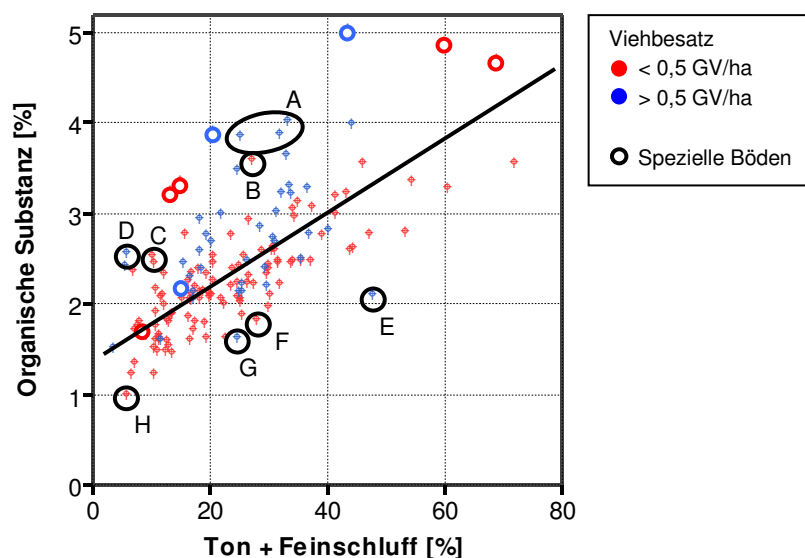 Viehbesatz
< 0,5 GV/ha
> 0,5 GV/ha
Spezielle Böden
Organische Substanz [%]
5
4
3
2
1
0
A
B
D
C
E
F
G
H
0
20
40
60
80
Ton + Feinschluff [%]